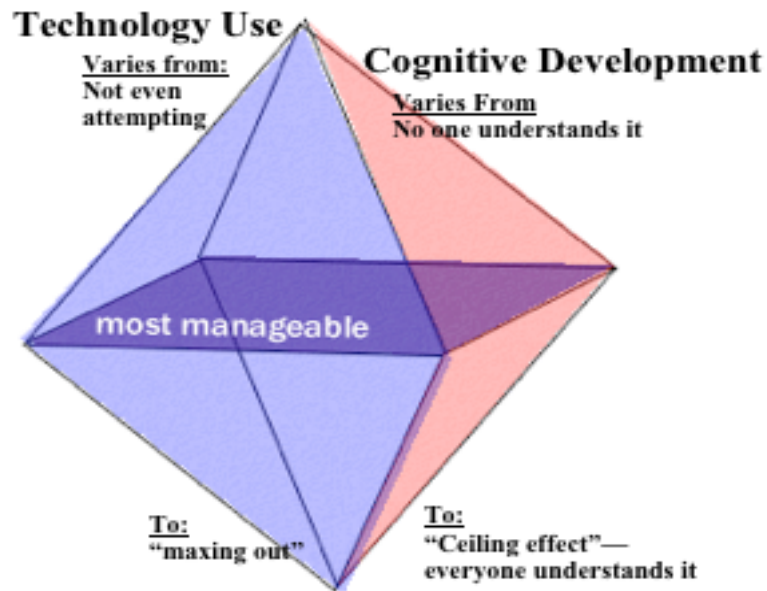 Technology Use
Varies from:
Not even
attempting
Cognitive Development
Varies From
No one understands it
most manageable
To:
“maxing out”
To:
“Ceiling effect”—
everyone understands it